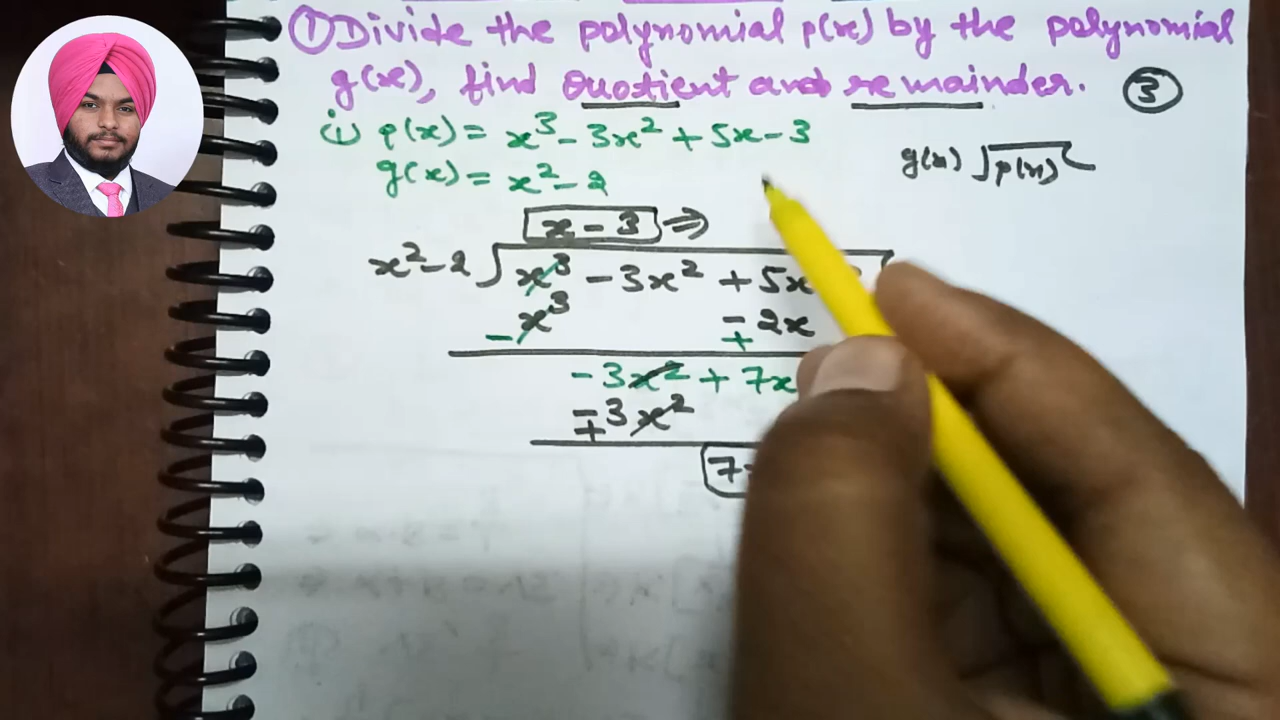 ① Divide the polynomial p(x) by the polynomial
g(x), find Quotient and remainder. ③
i) p(x) = x³ - 3x² + 5x - 3
g(x) = x² - 2
g(x) √p(x)
x - 3 ⇒
x² - 2 √x³ - 3x² + 5x
x³ - 2x
- +
-3x² + 7x
-3x²
+
7